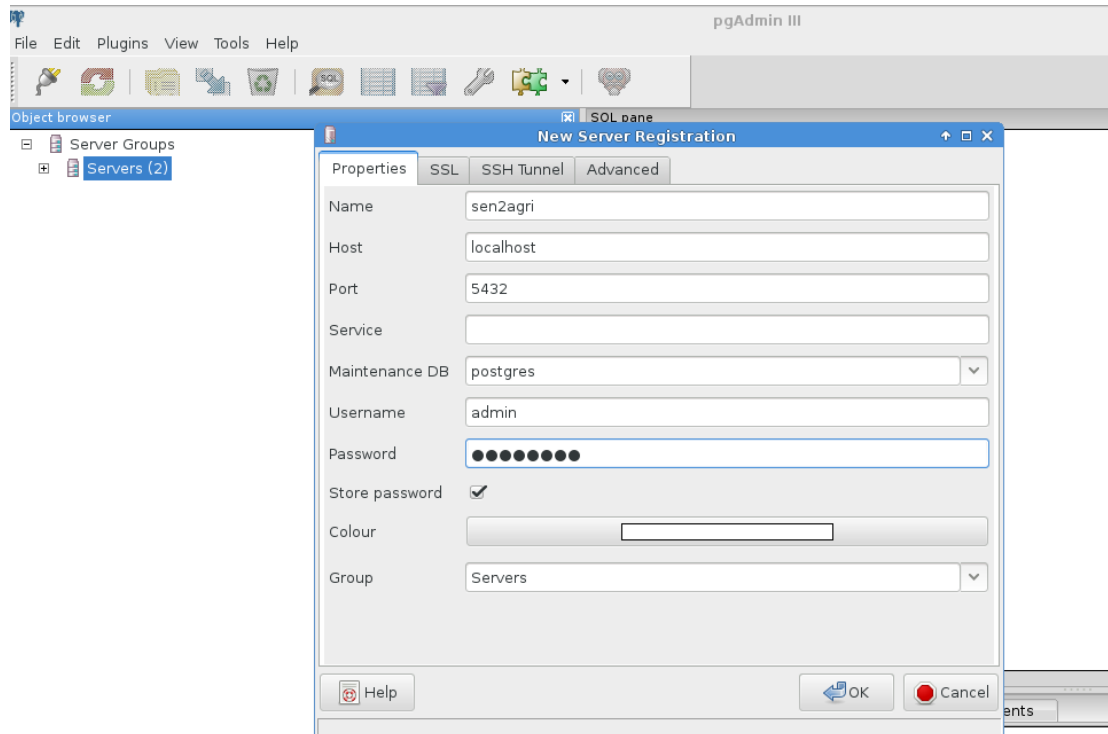 pgAdmin III
File Edit Plugins View Tools Help
SQL
Object browser
SQL pane
Server Groups
Servers (2)
New Server Registration
Properties SSL SSH Tunnel Advanced
Name sen2agri
Host localhost
Port 5432
Service
Maintenance DB postgres
Username admin
Password ●●●●●●●●
Store password
Colour
Group Servers
Help OK Cancel
ents